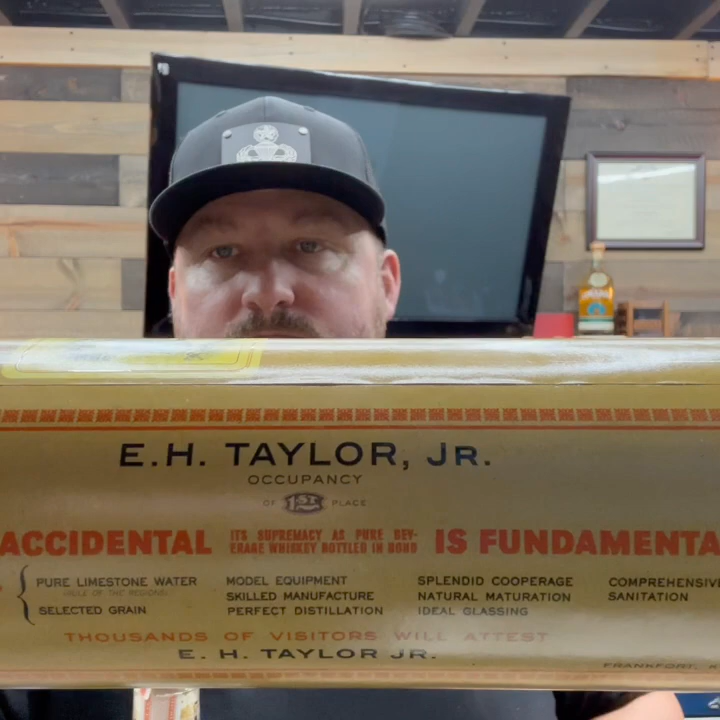 E.H. TAYLOR, JR.
OCCUPANCY
OF 1ST PLACE
ACCIDENTAL ITS SUPREMACY AS PURE BEV- IS FUNDAMENTA
ERAGE WHISKEY BOTTLED IN BOND
PURE LIMESTONE WATER MODEL EQUIPMENT SPLENDID COOPERAGE COMPREHENSIVE
SKILLED MANUFACTURE NATURAL MATURATION SANITATION
SELECTED GRAIN PERFECT DISTILLATION IDEAL GLASSING
THOUSANDS OF VISITORS WILL ATTEST
E. H. TAYLOR JR.
FRANKFORT, K